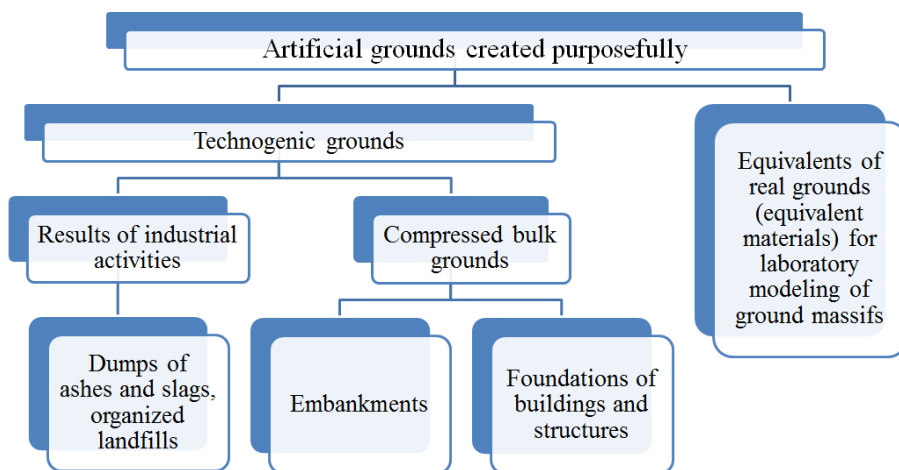 Artificial grounds created purposefully
Technogenic grounds
Equivalents of
real grounds
(equivalent
materials) for
laboratory
modeling of
ground massifs
Results of industrial
activities
Compressed bulk
grounds
Dumps of
ashes and slags,
organized
landfills
Embankments
Foundations of
buildings and
structures